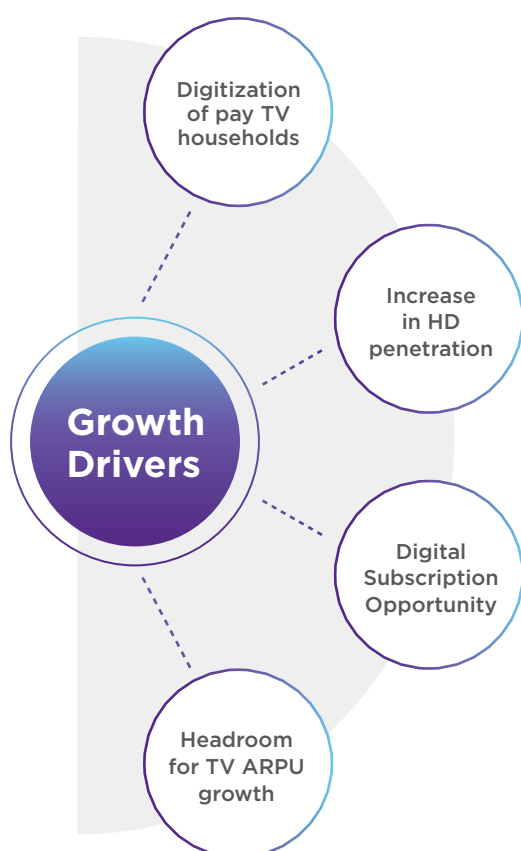 Digitization
of pay TV
households
Increase
in HD
penetration
Growth
Drivers
Digital
Subscription
Opportunity
Headroom
for TV ARPU
growth